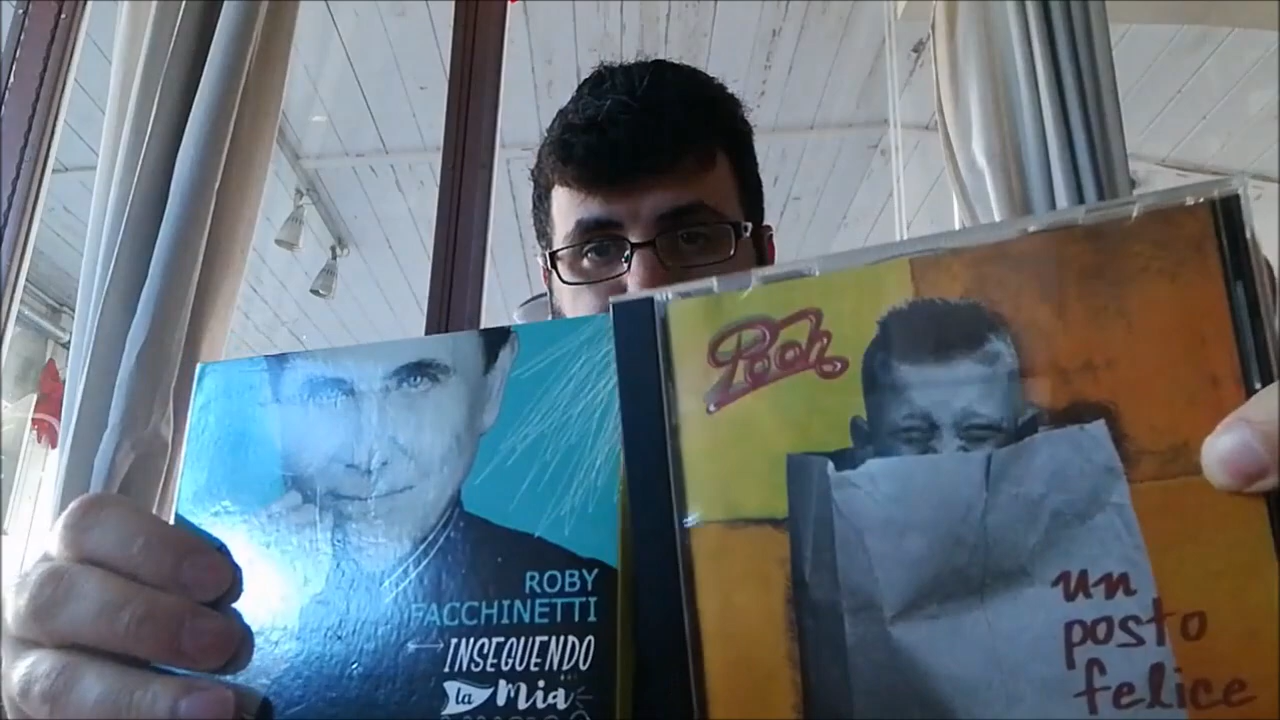 ROBY
FACCHINETTI
INSEGUENDO
la mia
Pooh
un
posto
felice